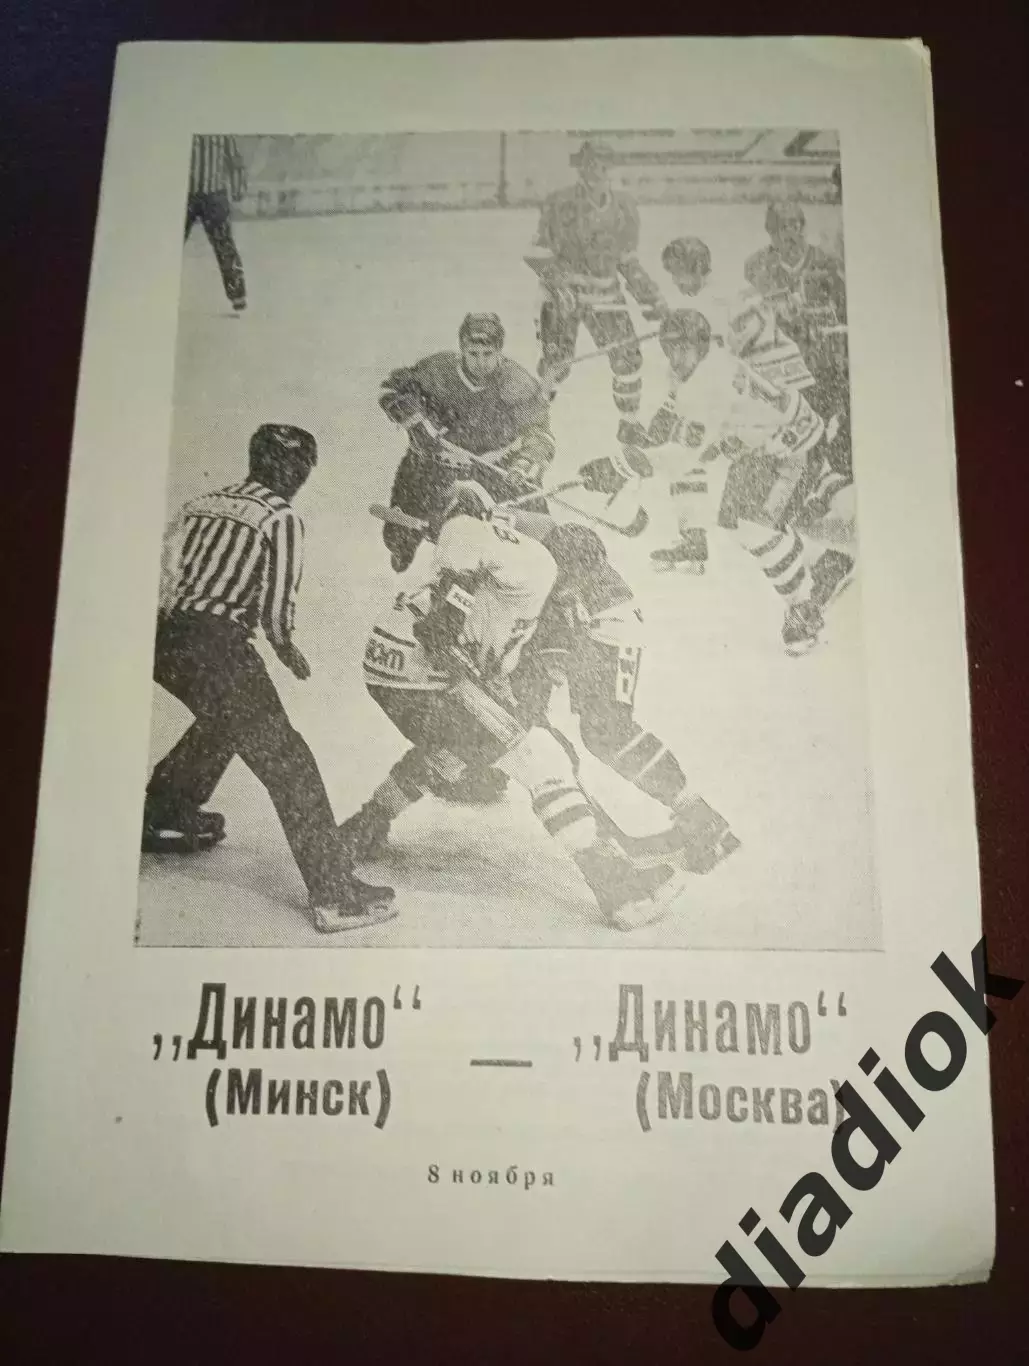 „Динамо“ — „Динамо“
(Минск) (Москва)
8 ноября
diadiok